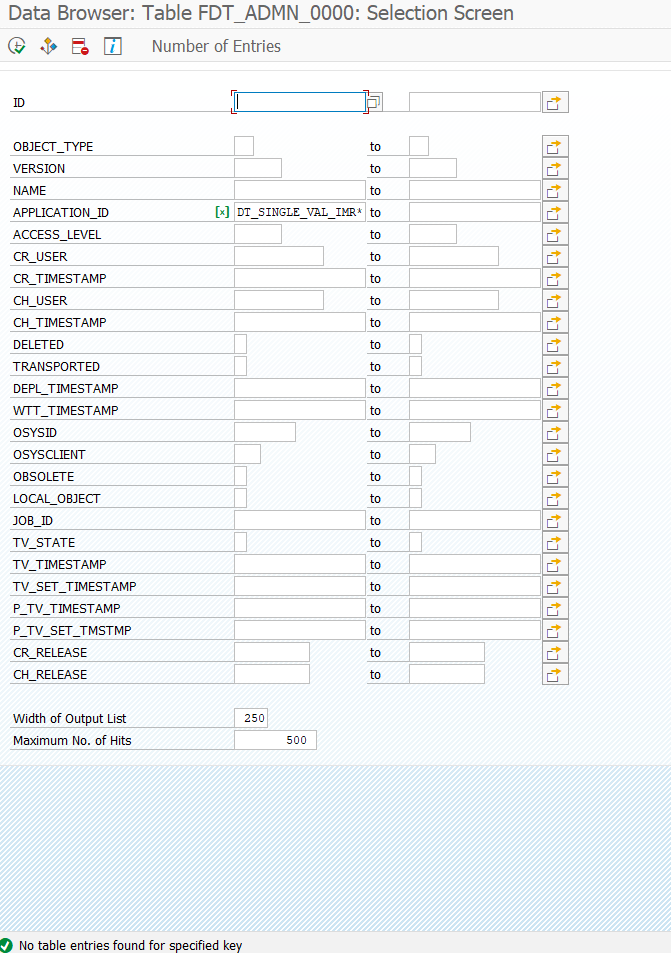 Data Browser: Table FDT_ADMN_0000: Selection Screen
Number of Entries
ID
OBJECT_TYPE to
VERSION to
NAME to
APPLICATION_ID DT_SINGLE_VAL_IMR* to
ACCESS_LEVEL to
CR_USER to
CR_TIMESTAMP to
CH_USER to
CH_TIMESTAMP to
DELETED to
TRANSPORTED to
DEPL_TIMESTAMP to
WTT_TIMESTAMP to
OSYSID to
OSYSCLIENT to
OBSOLETE to
LOCAL_OBJECT to
JOB_ID to
TV_STATE to
TV_TIMESTAMP to
TV_SET_TIMESTAMP to
P_TV_TIMESTAMP to
P_TV_SET_TMSTMP to
CR_RELEASE to
CH_RELEASE to
Width of Output List 250
Maximum No. of Hits 500
No table entries found for specified key